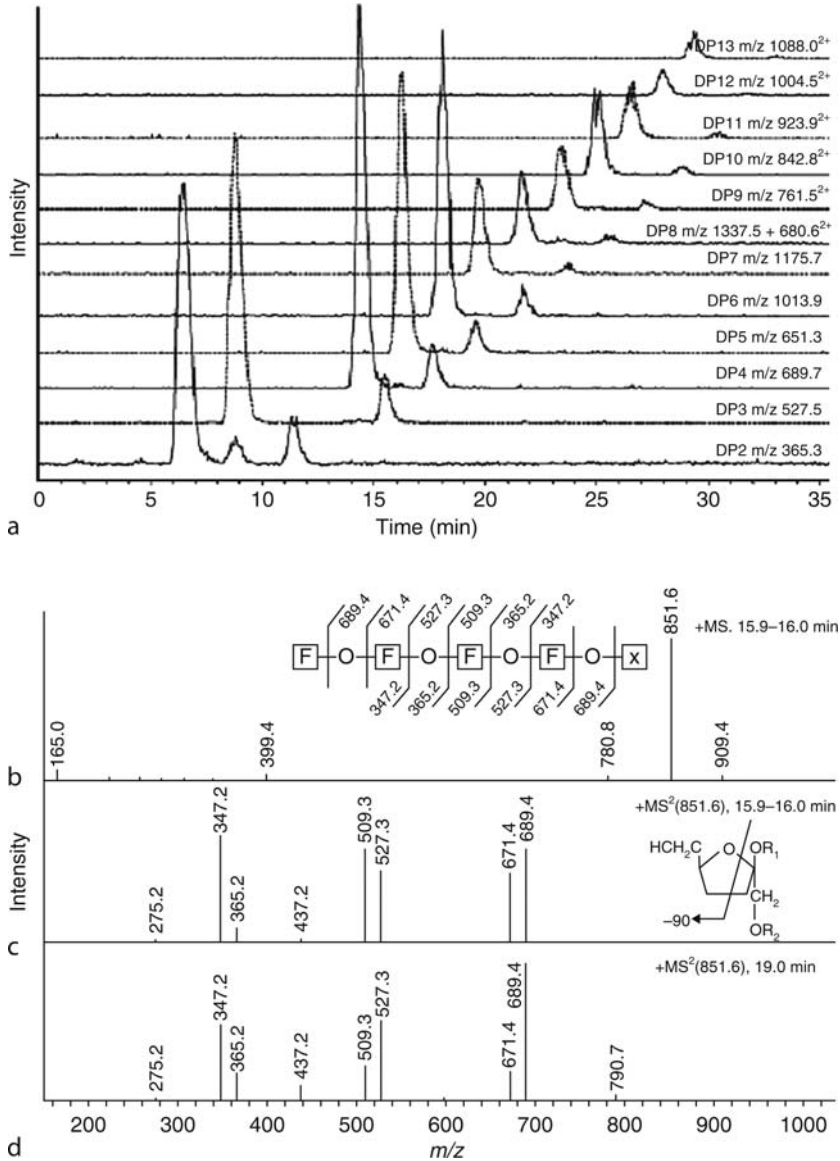 DP13 m/z 1088.0²⁺
DP12 m/z 1004.5²⁺
DP11 m/z 923.9²⁺
DP10 m/z 842.8²⁺
DP9 m/z 761.5²⁺
DP8 m/z 1337.5 + 680.6²⁺
DP7 m/z 1175.7
DP6 m/z 1013.9
DP5 m/z 651.3
DP4 m/z 689.7
DP3 m/z 527.5
DP2 m/z 365.3
Intensity
0 5 10 15 20 25 30 35
Time (min)
a
689.4 671.4 527.3 509.3 365.2 347.2
F O F O F O F O x
347.2 365.2 509.3 527.3 671.4 689.4
+MS. 15.9–16.0 min
165.0 399.4 780.8 851.6 909.4
b
+MS²(851.6), 15.9–16.0 min
275.2 347.2 365.2 437.2 509.3 527.3 671.4 689.4
HCH₂C O OR₁
CH₂
–90
OR₂
Intensity
c
+MS²(851.6), 19.0 min
275.2 347.2 365.2 437.2 509.3 527.3 671.4 689.4 790.7
200 300 400 500 600 700 800 900 1000
m/z
d